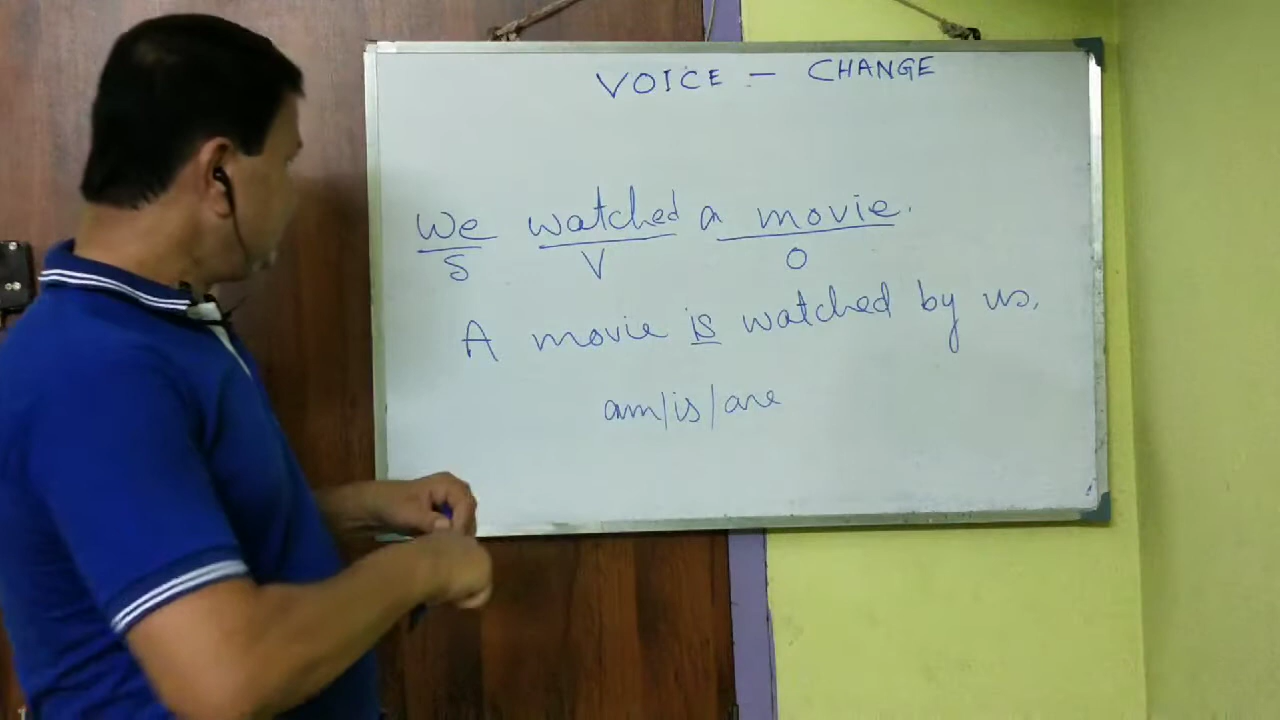 VOICE - CHANGE
We watched a movie.
S V O
A movie is watched by us.
am/is/are